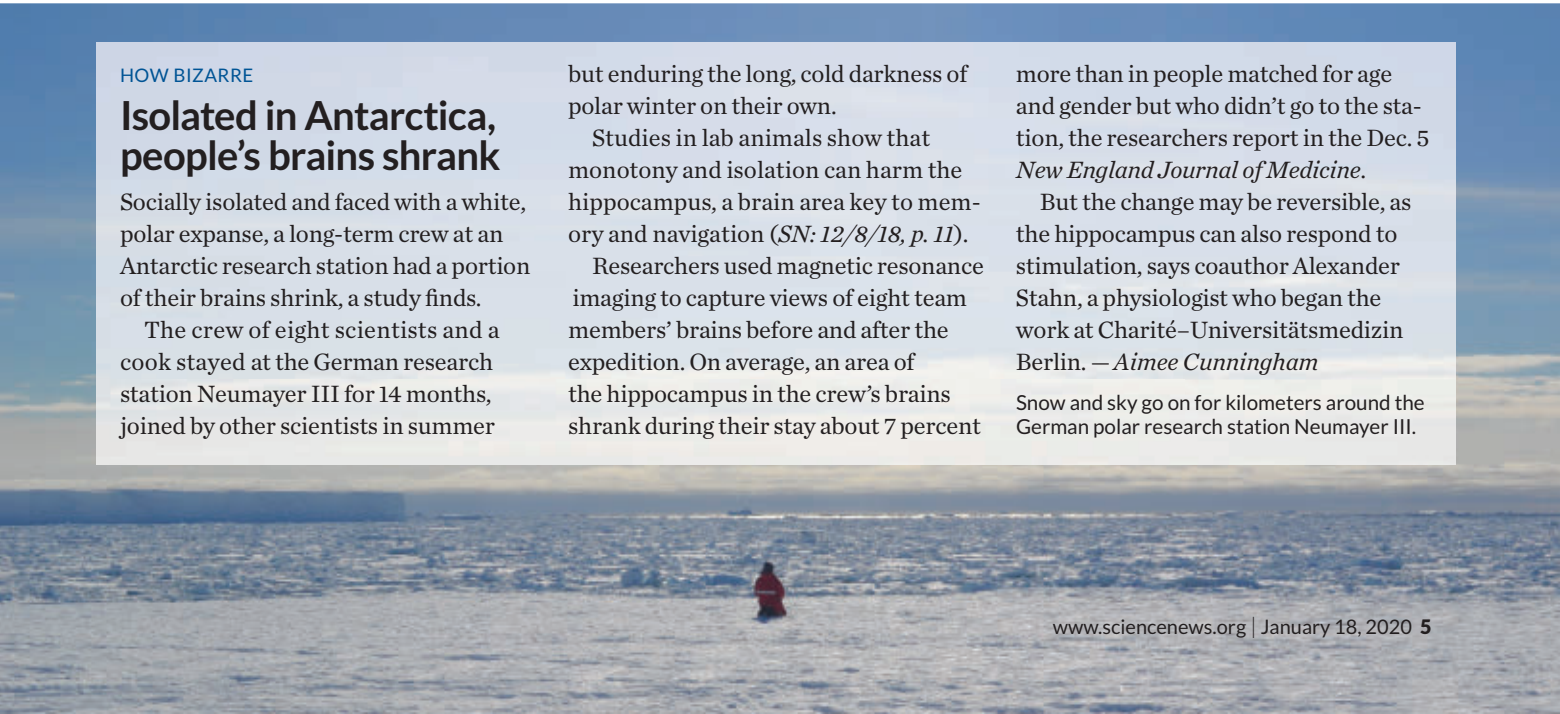 HOW BIZARRE
Isolated in Antarctica,
people's brains shrank
Socially isolated and faced with a white,
polar expanse, a long-term crew at an
Antarctic research station had a portion
of their brains shrink, a study finds.
The crew of eight scientists and a
cook stayed at the German research
station Neumayer III for 14 months,
joined by other scientists in summer
but enduring the long, cold darkness of
polar winter on their own.
Studies in lab animals show that
monotony and isolation can harm the
hippocampus, a brain area key to mem-
ory and navigation (SN: 12/8/18, p. 11).
Researchers used magnetic resonance
imaging to capture views of eight team
members' brains before and after the
expedition. On average, an area of
the hippocampus in the crew's brains
shrank during their stay about 7 percent
more than in people matched for age
and gender but who didn't go to the sta-
tion, the researchers report in the Dec. 5
New England Journal of Medicine.
But the change may be reversible, as
the hippocampus can also respond to
stimulation, says coauthor Alexander
Stahn, a physiologist who began the
work at Charité–Universitätsmedizin
Berlin. — Aimee Cunningham
Snow and sky go on for kilometers around the
German polar research station Neumayer III.
www.sciencenews.org | January 18, 2020 5